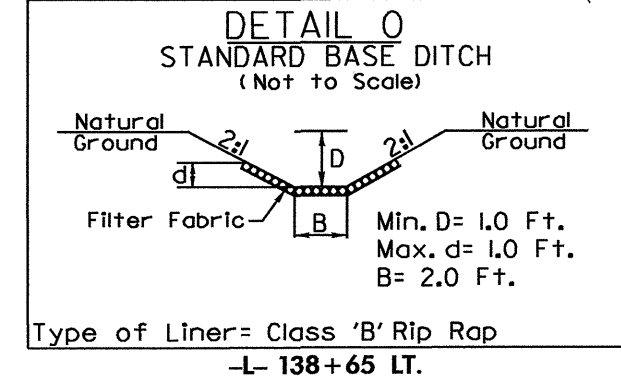 DETAIL O
STANDARD BASE DITCH
(Not to Scale)
Natural
Ground
2:1
D
2:1
Natural
Ground
d
Filter Fabric
B
Min. D= 1.0 Ft.
Max. d= 1.0 Ft.
B= 2.0 Ft.
Type of Liner= Class 'B' Rip Rap
-L- 138+65 LT.